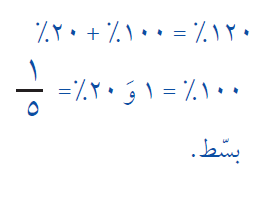 ٪١٢٠ = ٪١٠٠ + ٪٢٠
٪١٠٠ = ١ وَ ٪٢٠ = ١/٥
بسّط.